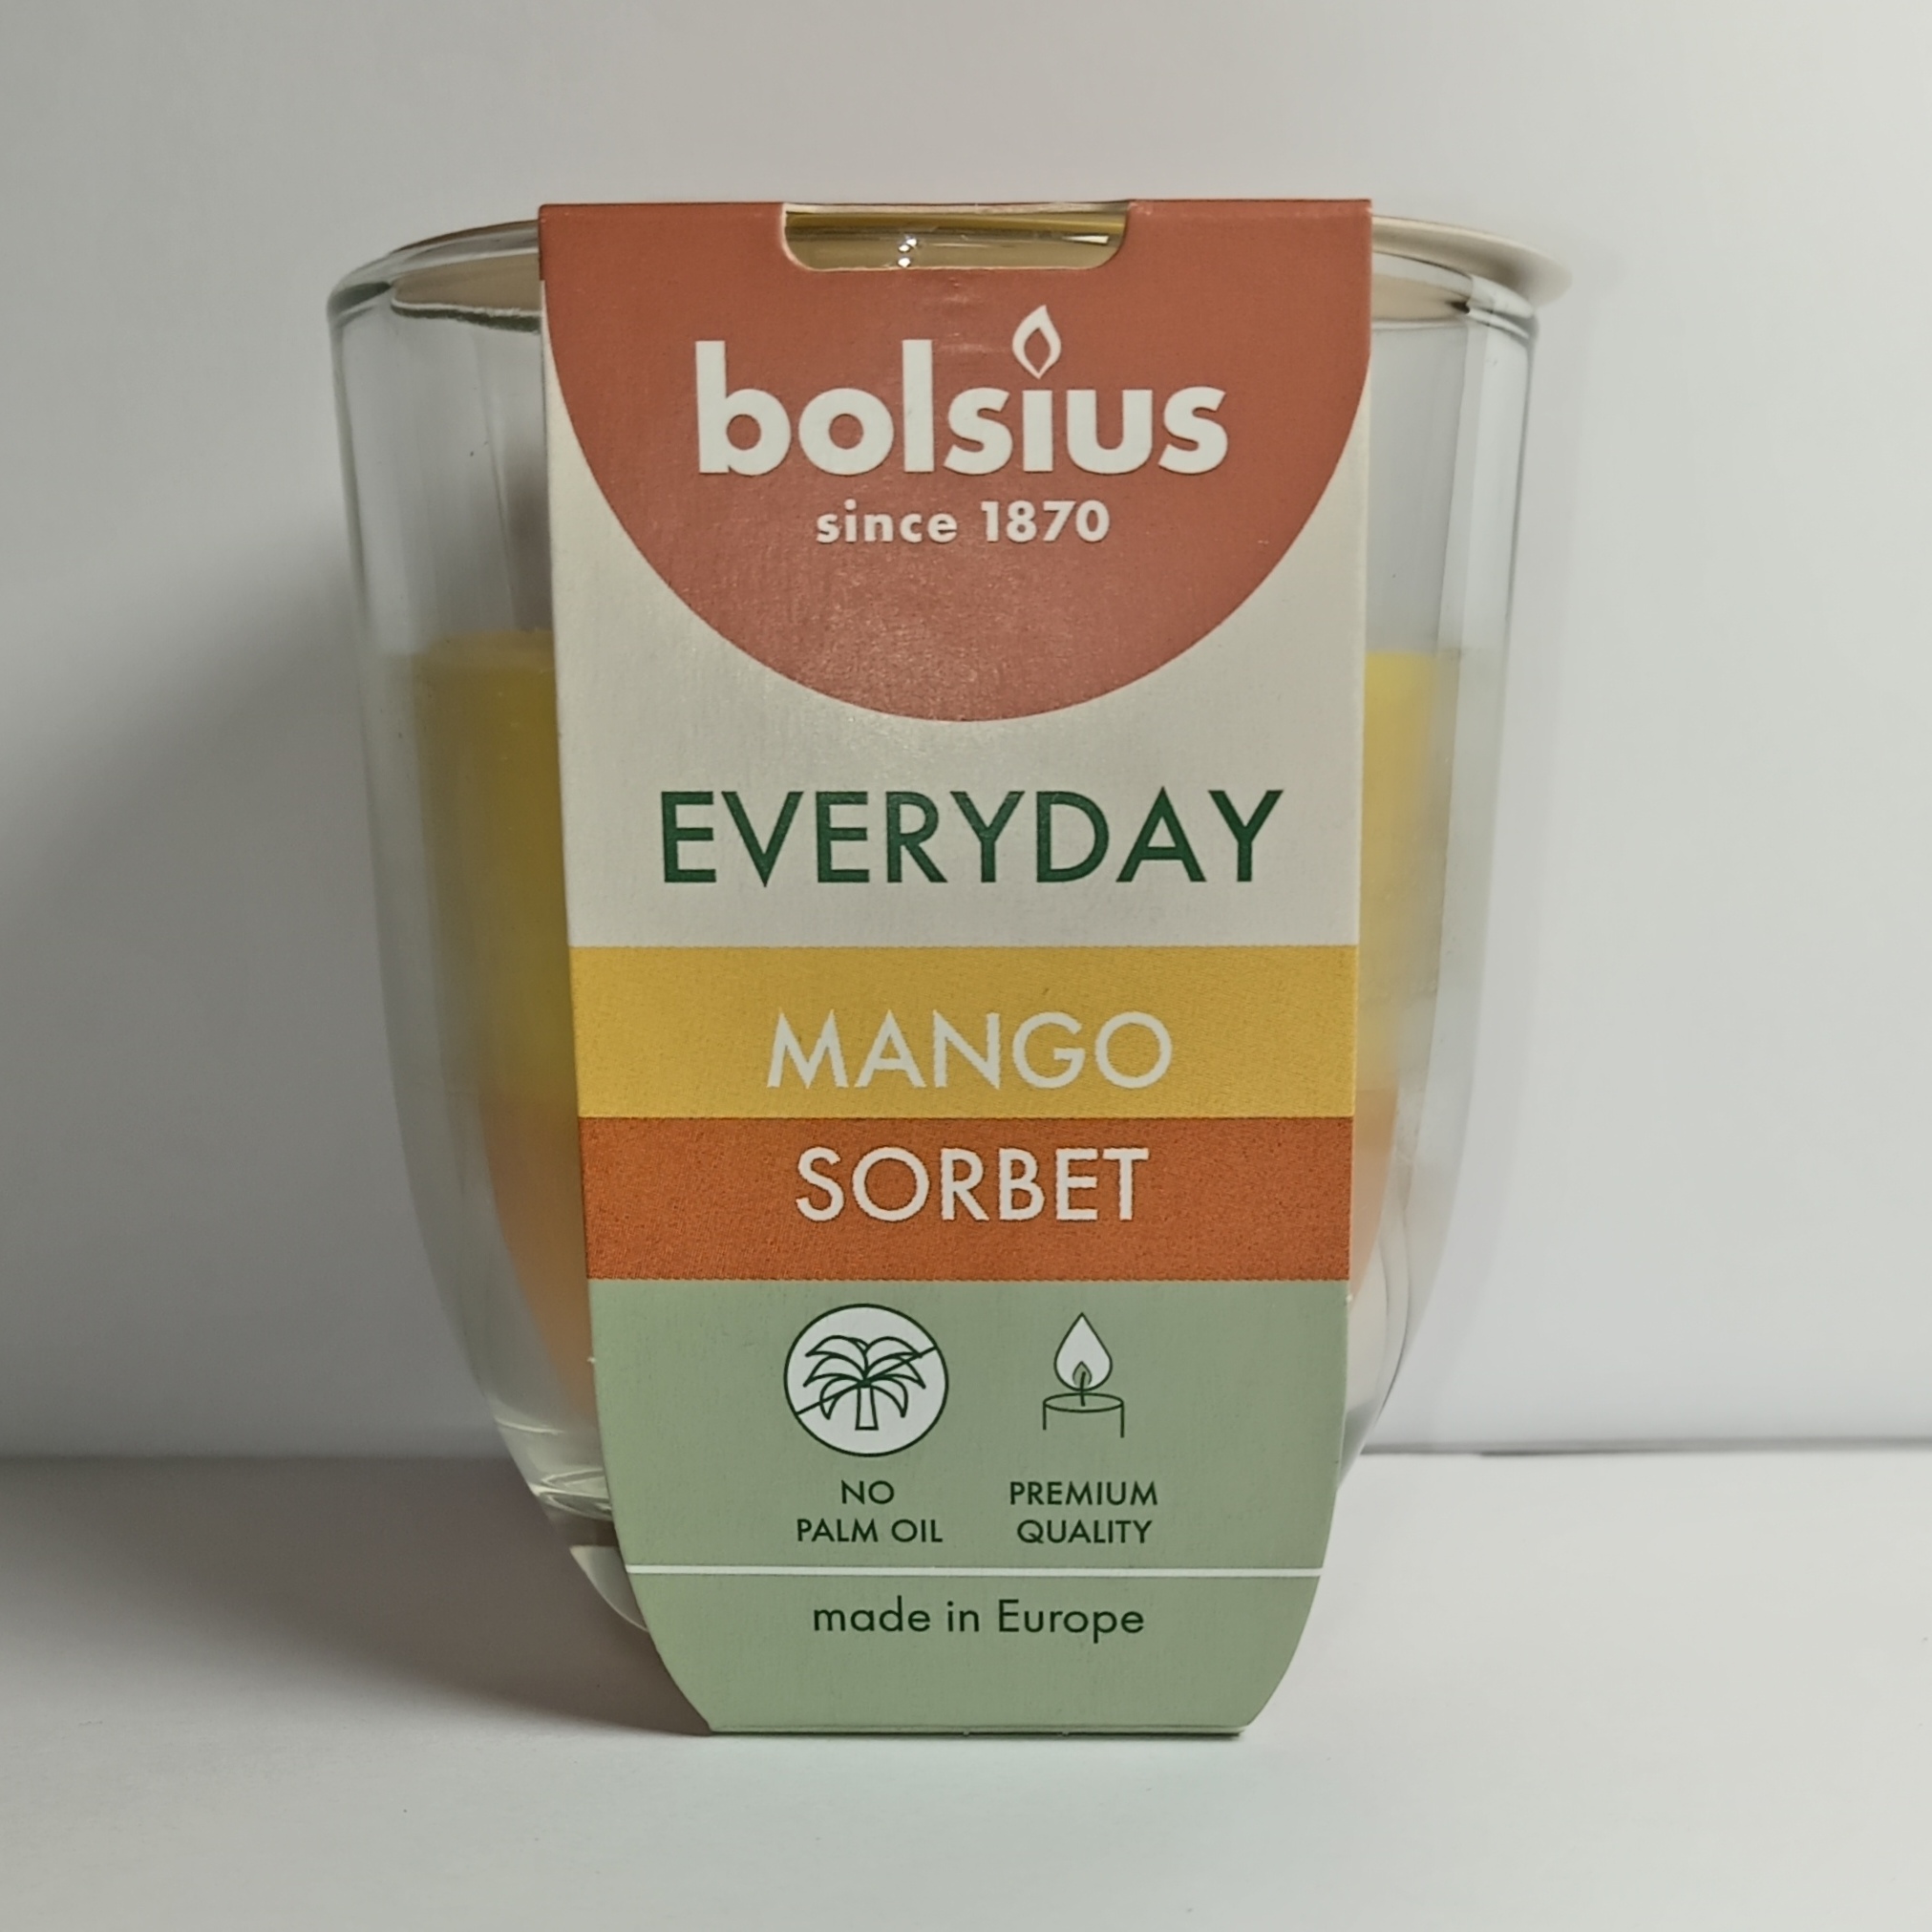 bolsius
since 1870
EVERYDAY
MANGO
SORBET
NO
PALM OIL
PREMIUM
QUALITY
made in Europe